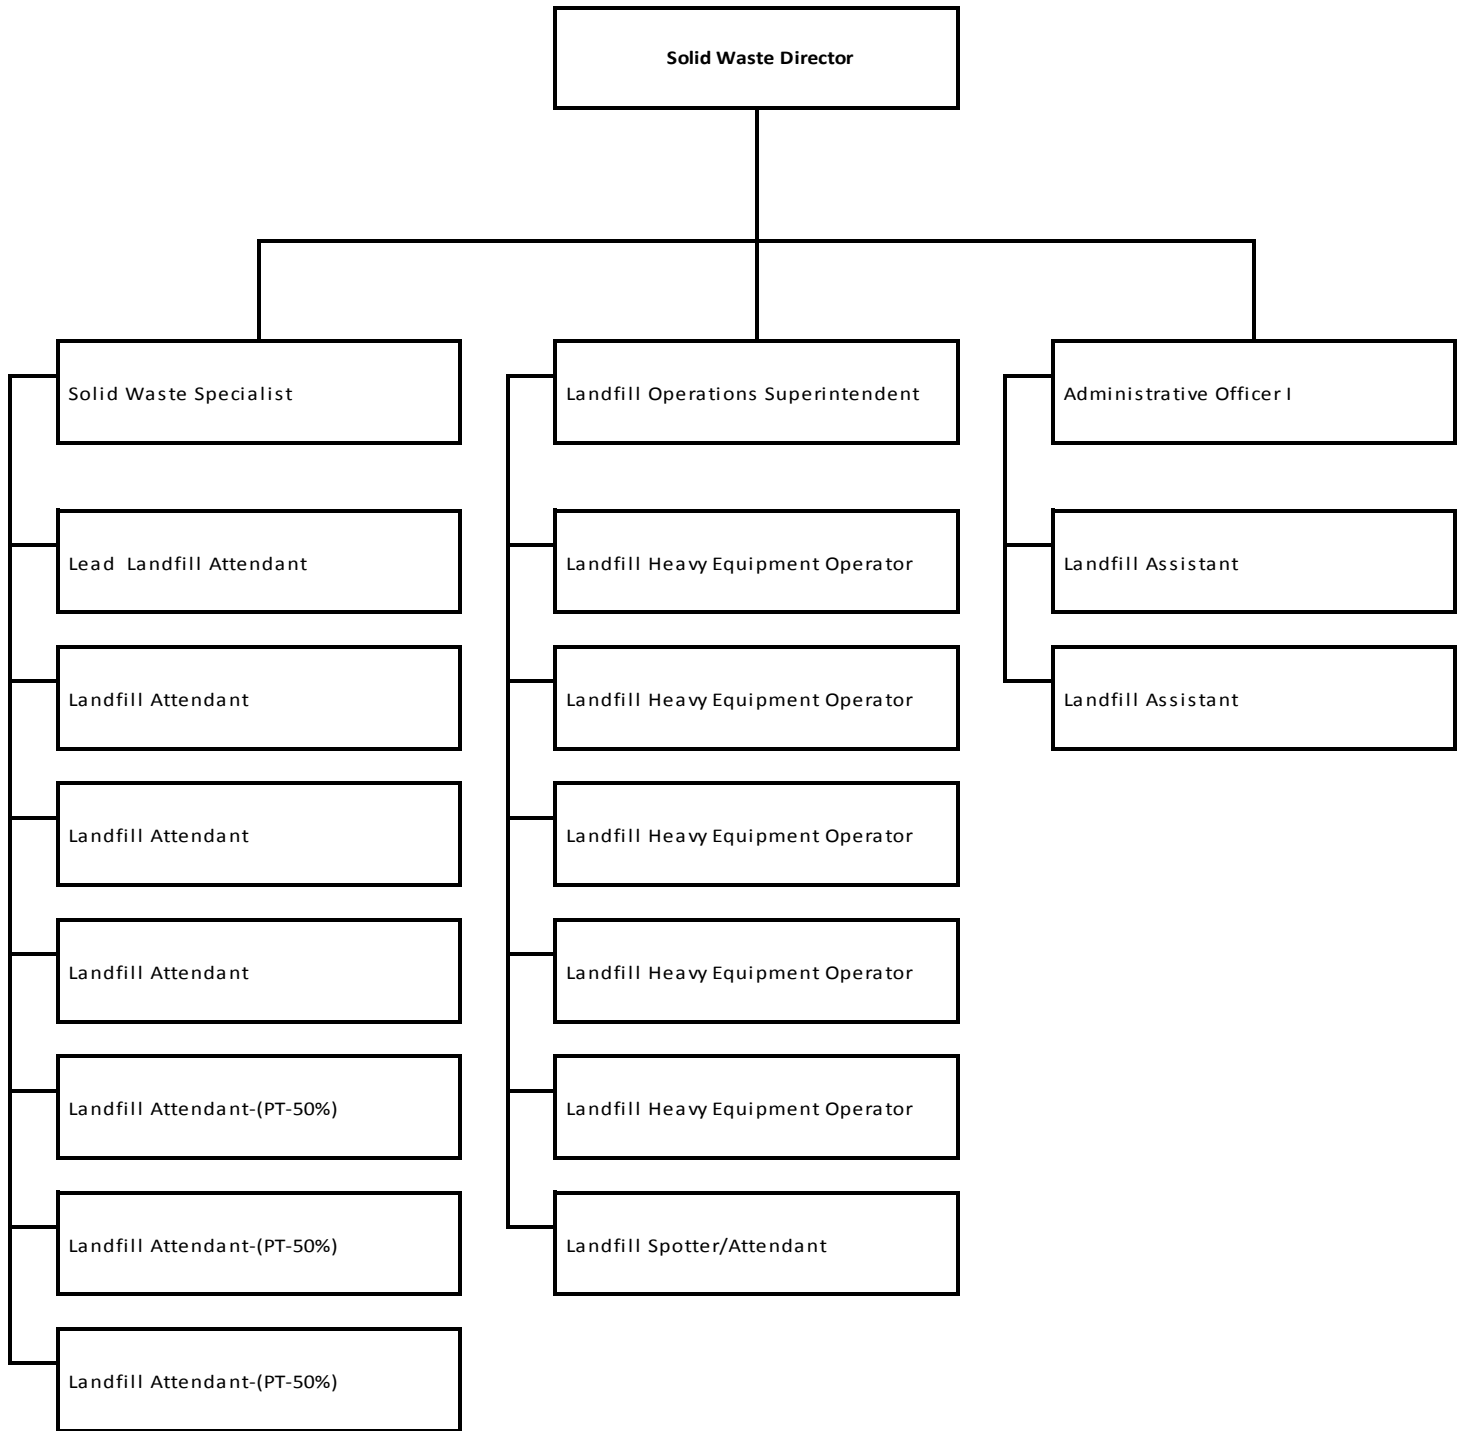 Solid Waste Director
Solid Waste Specialist
Landfill Operations Superintendent
Administrative Officer I
Lead  Landfill Attendant
Landfill Heavy Equipment Operator
Landfill Assistant
Landfill Attendant
Landfill Heavy Equipment Operator
Landfill Assistant
Landfill Attendant
Landfill Heavy Equipment Operator
Landfill Attendant
Landfill Heavy Equipment Operator
Landfill Attendant-(PT-50%)
Landfill Heavy Equipment Operator
Landfill Attendant-(PT-50%)
Landfill Spotter/Attendant
Landfill Attendant-(PT-50%)